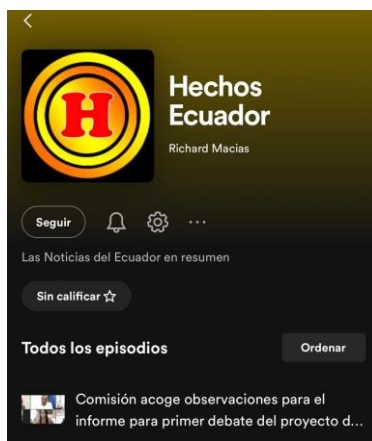 H
Hechos
Ecuador
Richard Macias
Seguir
Las Noticias del Ecuador en resumen
Sin calificar
Todos los episodios
Ordenar
Comisión acoge observaciones para el
informe para primer debate del proyecto d...